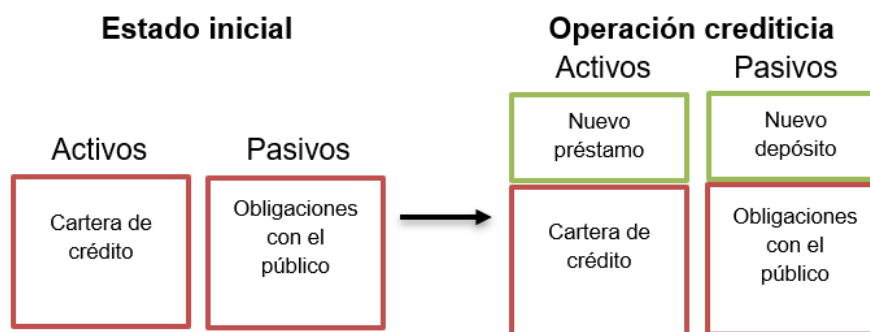 Estado inicial
Activos
Pasivos
Cartera de
crédito
Obligaciones
con el
público
Operación crediticia
Activos
Pasivos
Nuevo
préstamo
Nuevo
depósito
Cartera de
crédito
Obligaciones
con el
público